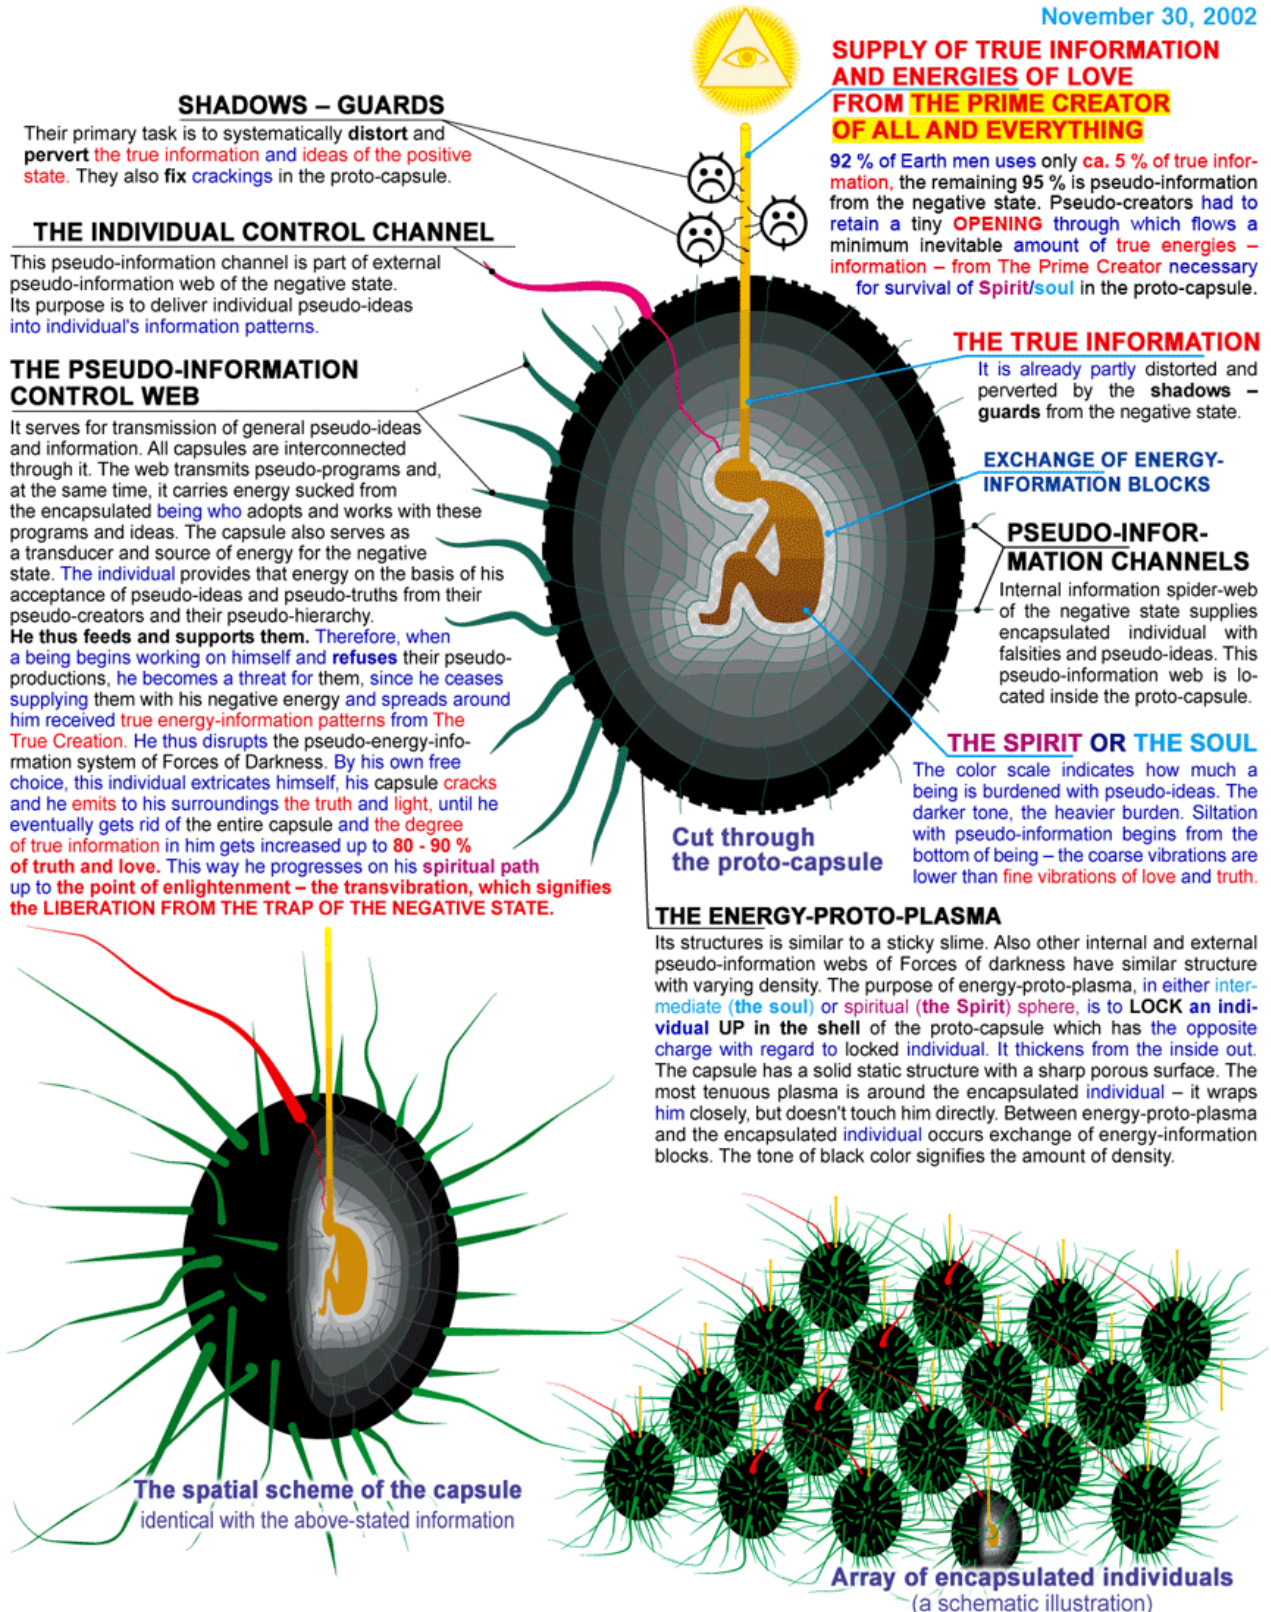 November 30, 2002
SUPPLY OF TRUE INFORMATION
AND ENERGIES OF LOVE
FROM THE PRIME CREATOR
OF ALL AND EVERYTHING
92 % of Earth men uses only ca. 5 % of true infor-
mation, the remaining 95 % is pseudo-information
from the negative state. Pseudo-creators had to
retain a tiny OPENING through which flows a
minimum inevitable amount of true energies –
information – from The Prime Creator necessary
for survival of Spirit/soul in the proto-capsule.
SHADOWS – GUARDS
Their primary task is to systematically distort and
pervert the true information and ideas of the positive
state. They also fix crackings in the proto-capsule.
THE INDIVIDUAL CONTROL CHANNEL
This pseudo-information channel is part of external
pseudo-information web of the negative state.
Its purpose is to deliver individual pseudo-ideas
into individual's information patterns.
THE TRUE INFORMATION
It is already partly distorted and
perverted by the shadows –
guards from the negative state.
THE PSEUDO-INFORMATION
CONTROL WEB
It serves for transmission of general pseudo-ideas
and information. All capsules are interconnected
through it. The web transmits pseudo-programs and,
at the same time, it carries energy sucked from
the encapsulated being who adopts and works with these
programs and ideas. The capsule also serves as
a transducer and source of energy for the negative
state. The individual provides that energy on the basis of his
acceptance of pseudo-ideas and pseudo-truths from their
pseudo-creators and their pseudo-hierarchy.
He thus feeds and supports them. Therefore, when
a being begins working on himself and refuses their pseudo-
productions, he becomes a threat for them, since he ceases
supplying them with his negative energy and spreads around
him received true energy-information patterns from The
True Creation. He thus disrupts the pseudo-energy-info-
rmation system of Forces of Darkness. By his own free
choice, this individual extricates himself, his capsule cracks
and he emits to his surroundings the truth and light, until he
eventually gets rid of the entire capsule and the degree
of true information in him gets increased up to 80 - 90 %
of truth and love. This way he progresses on his spiritual path
up to the point of enlightenment – the transvibration, which signifies
the LIBERATION FROM THE TRAP OF THE NEGATIVE STATE.
EXCHANGE OF ENERGY-
INFORMATION BLOCKS
PSEUDO-INFOR-
MATION CHANNELS
Internal information spider-web
of the negative state supplies
encapsulated individual with
falsities and pseudo-ideas. This
pseudo-information web is lo-
cated inside the proto-capsule.
THE SPIRIT OR THE SOUL
The color scale indicates how much a
being is burdened with pseudo-ideas. The
darker tone, the heavier burden. Siltation
with pseudo-information begins from the
bottom of being – the coarse vibrations are
lower than fine vibrations of love and truth.
Cut through
the proto-capsule
THE ENERGY-PROTO-PLASMA
Its structures is similar to a sticky slime. Also other internal and external
pseudo-information webs of Forces of darkness have similar structure
with varying density. The purpose of energy-proto-plasma, in either inter-
mediate (the soul) or spiritual (the Spirit) sphere, is to LOCK an indi-
vidual UP in the shell of the proto-capsule which has the opposite
charge with regard to locked individual. It thickens from the inside out.
The capsule has a solid static structure with a sharp porous surface. The
most tenuous plasma is around the encapsulated individual – it wraps
him closely, but doesn't touch him directly. Between energy-proto-plasma
and the encapsulated individual occurs exchange of energy-information
blocks. The tone of black color signifies the amount of density.
The spatial scheme of the capsule
identical with the above-stated information
Array of encapsulated individuals
(a schematic illustration)